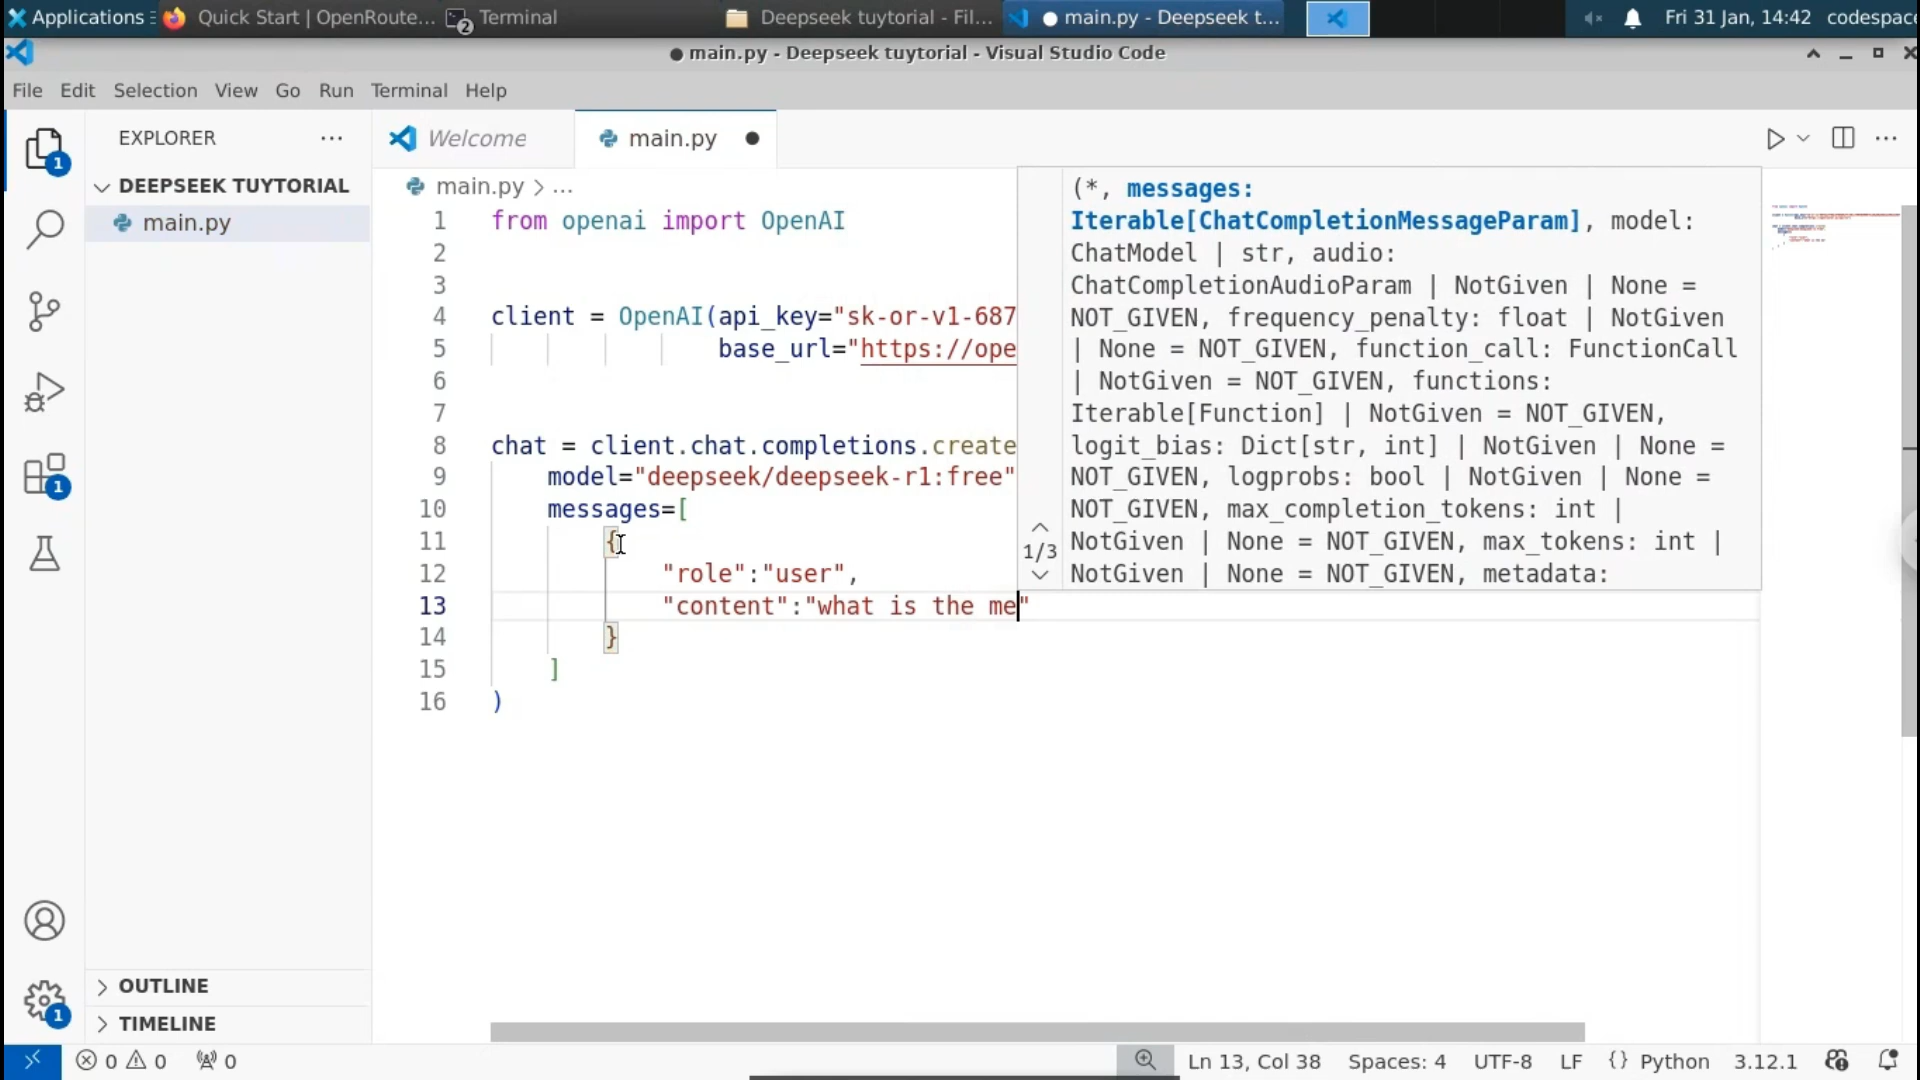 Applications
Quick Start | OpenRoute...
2
Terminal
Deepseek tuytorial - Fil...
● main.py - Deepseek t...
Fri 31 Jan, 14:42
codespace
● main.py - Deepseek tuytorial - Visual Studio Code
File Edit Selection View Go Run Terminal Help
1
EXPLORER ...
Welcome
main.py ●
DEEPSEEK TUYTORIAL
main.py
main.py > ...
1 from openai import OpenAI
2
3
4 client = OpenAI(api_key="sk-or-v1-687
5 base_url="https://ope
6
7
8 chat = client.chat.completions.create
9 model="deepseek/deepseek-r1:free"
10 messages=[
11 {
12 "role":"user",
13 "content":"what is the me"
14 }
15 ]
16 )
(*, messages:
Iterable[ChatCompletionMessageParam], model:
ChatModel | str, audio:
ChatCompletionAudioParam | NotGiven | None =
NOT_GIVEN, frequency_penalty: float | NotGiven
| None = NOT_GIVEN, function_call: FunctionCall
| NotGiven = NOT_GIVEN, functions:
Iterable[Function] | NotGiven = NOT_GIVEN,
logit_bias: Dict[str, int] | NotGiven | None =
NOT_GIVEN, logprobs: bool | NotGiven | None =
NOT_GIVEN, max_completion_tokens: int |
NotGiven | None = NOT_GIVEN, max_tokens: int |
NotGiven | None = NOT_GIVEN, metadata:
1/3
1
1
OUTLINE
TIMELINE
0 0 0
Ln 13, Col 38 Spaces: 4 UTF-8 LF {} Python 3.12.1